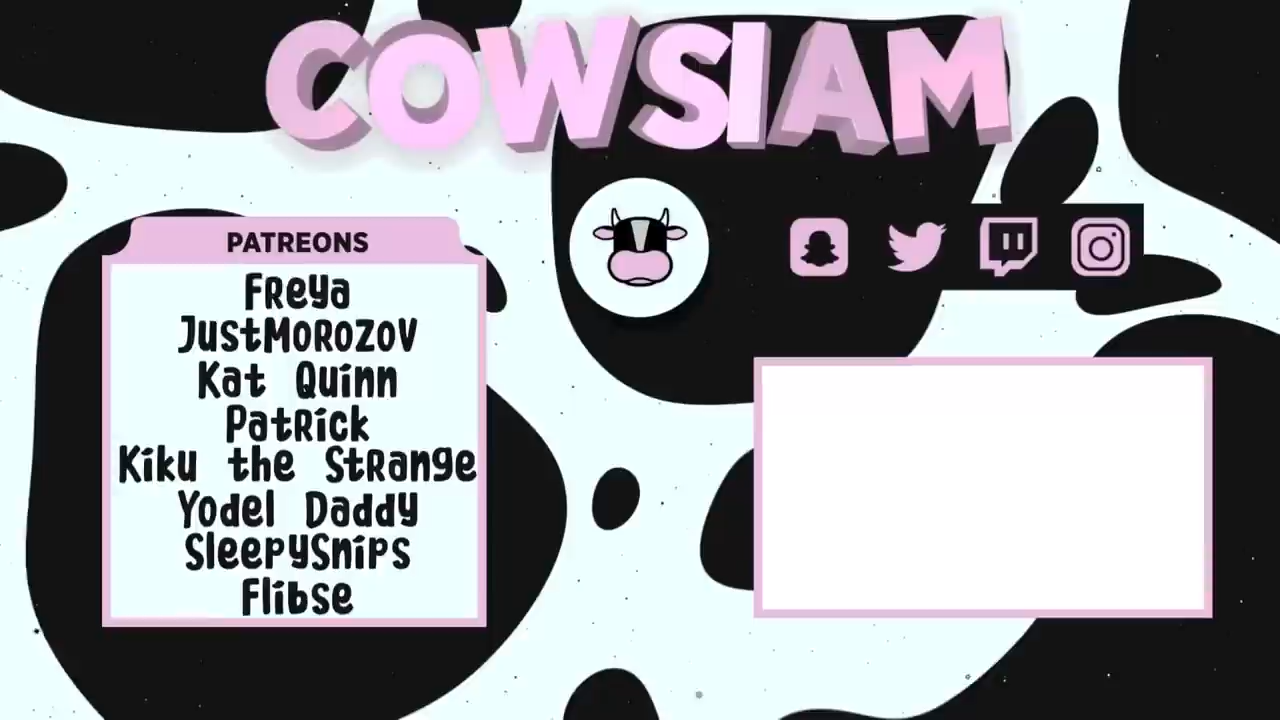 COWSIAM
PATREONS
Freya
JustMorozov
Kat Quinn
Patrick
Kiku the Strange
Yodel Daddy
SleepySnips
Flibse